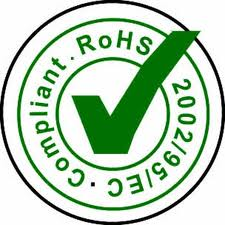 Compliant. RoHS 2002/95/EC ·